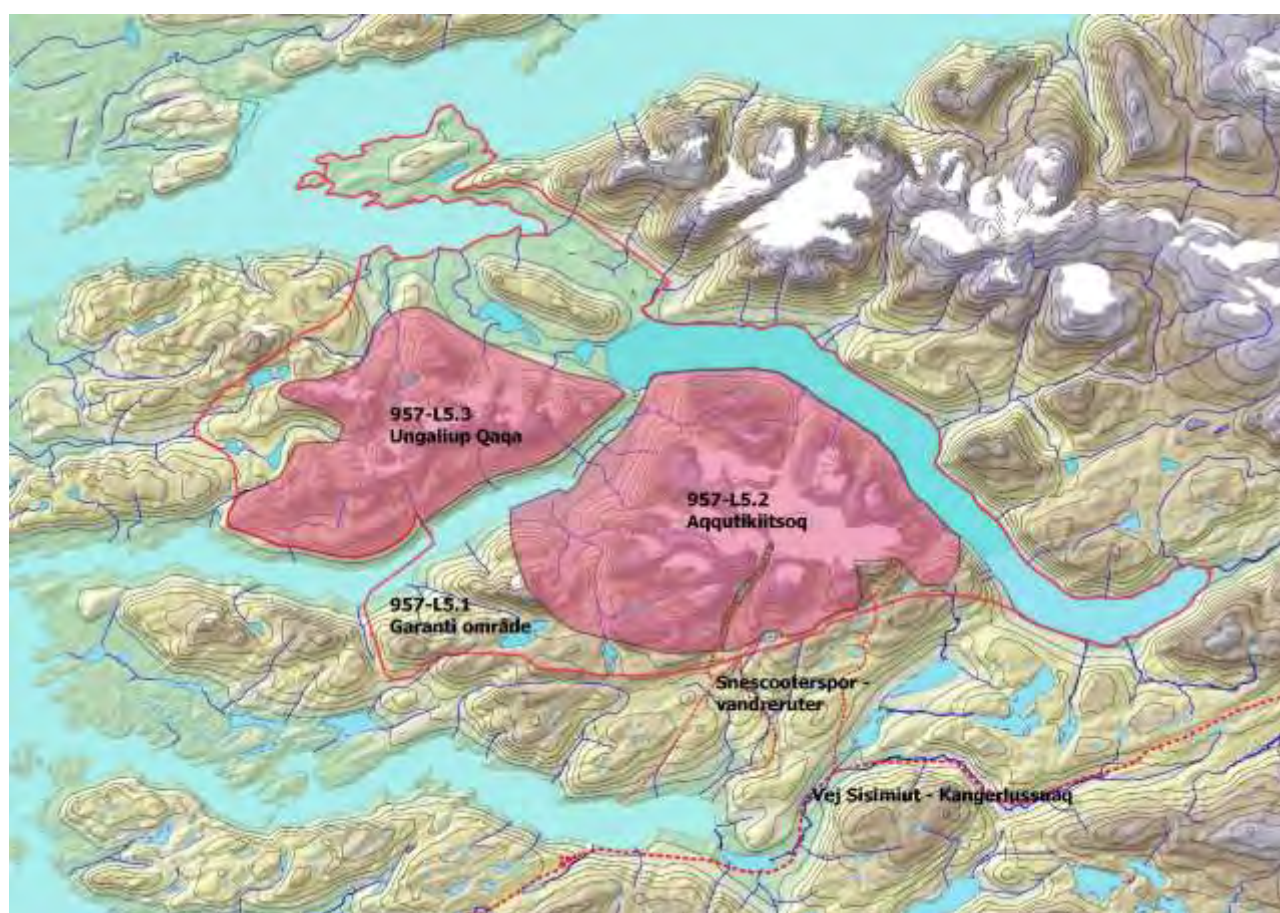 957-L5.3
Ungaliup Qaqa
957-L5.2
Aqqutikiitsoq
957-L5.1
Garanti område
Snescooterspor -
vandreruter
Vej Sisimiut - Kangerlussuaq